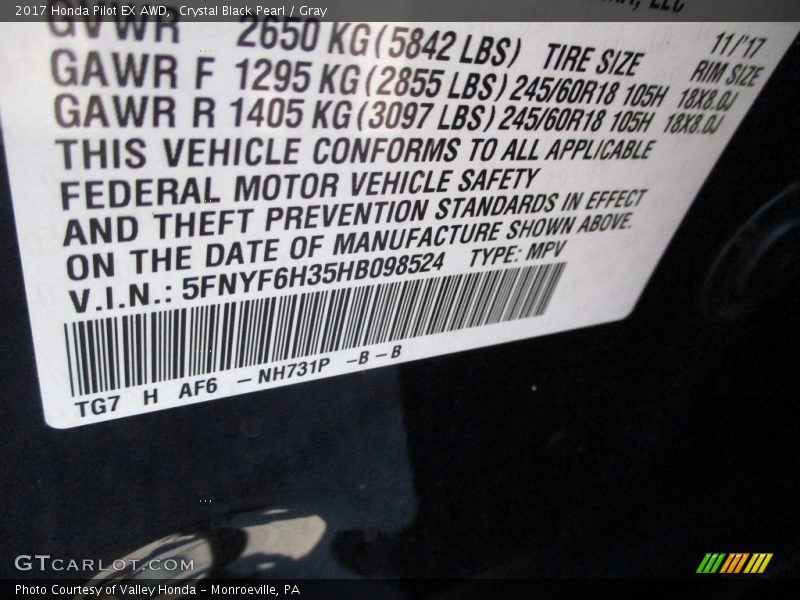 2017 Honda Pilot EX AWD, Crystal Black Pearl / Gray
LLC
11/'17
GVWR 2650 KG (5842 LBS) TIRE SIZE RIM SIZE
GAWR F 1295 KG (2855 LBS) 245/60R18 105H 18X8.0J
GAWR R 1405 KG (3097 LBS) 245/60R18 105H 18X8.0J
THIS VEHICLE CONFORMS TO ALL APPLICABLE
FEDERAL MOTOR VEHICLE SAFETY
AND THEFT PREVENTION STANDARDS IN EFFECT
ON THE DATE OF MANUFACTURE SHOWN ABOVE.
V.I.N.: 5FNYF6H35HB098524 TYPE: MPV
TG7 H AF6 - NH731P - B - B
GTCARLOT.COM
Photo Courtesy of Valley Honda - Monroeville, PA